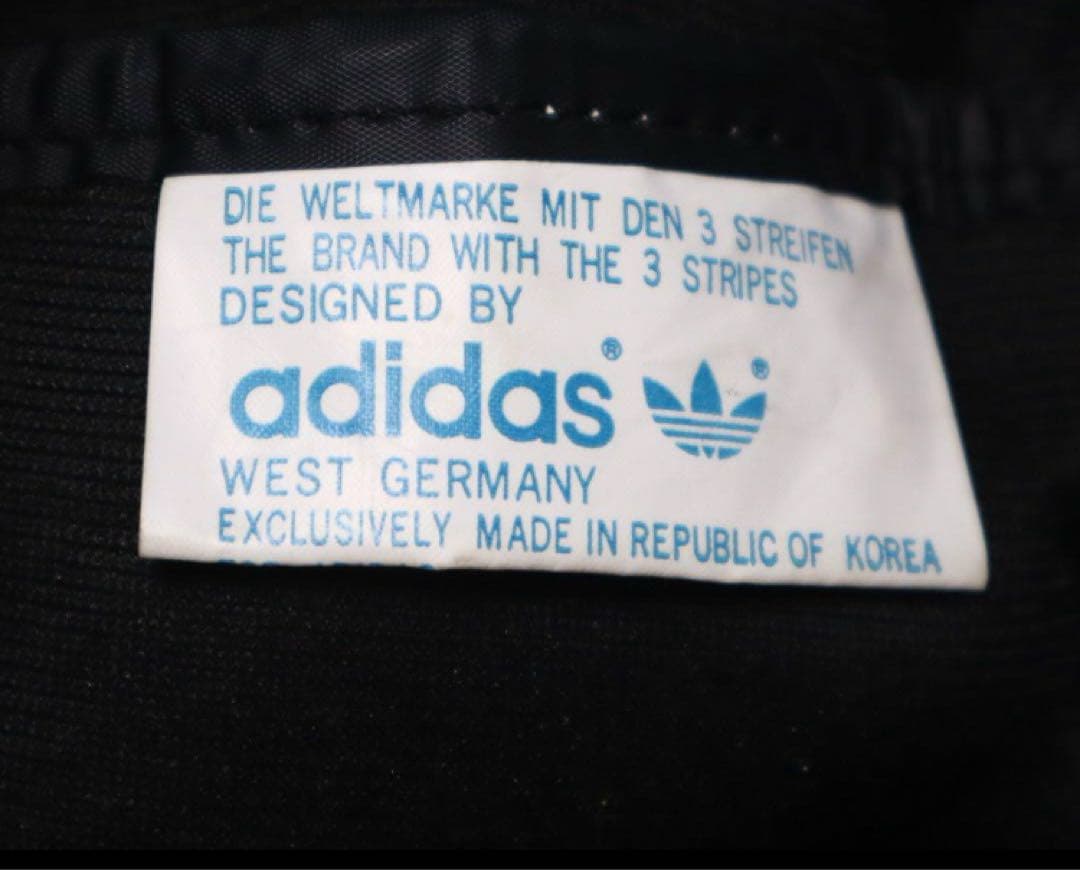 DIE WELTMARKE MIT DEN 3 STREIFEN
THE BRAND WITH THE 3 STRIPES
DESIGNED BY
adidas® ®
WEST GERMANY
EXCLUSIVELY MADE IN REPUBLIC OF KOREA